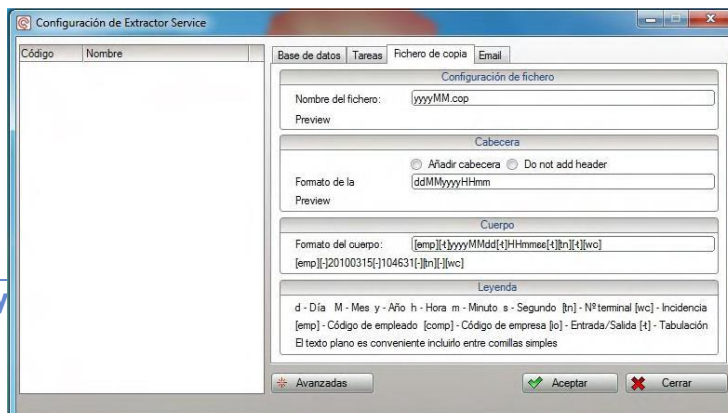 Configuración de Extractor Service
Código Nombre
Base de datos Tareas Fichero de copia Email
Configuración de fichero
Nombre del fichero: yyyyMM.cop
Preview
Cabecera
Añadir cabecera Do not add header
Formato de la ddMMyyyyHHmm
Preview
Cuerpo
Formato del cuerpo: [emp][-t]yyyyMMdd[-t]HHmmss[-t][tn][-t][wc]
[emp][-]20100315[-]104631[-][tn][-][wc]
Leyenda
d - Día M - Mes y - Año h - Hora m - Minuto s - Segundo [tn] - Nº terminal [wc] - Incidencia
[emp] - Código de empleado [comp] - Código de empresa [io] - Entrada/Salida [-t] - Tabulación
El texto plano es conveniente incluirlo entre comillas simples
y
Avanzadas Aceptar Cerrar